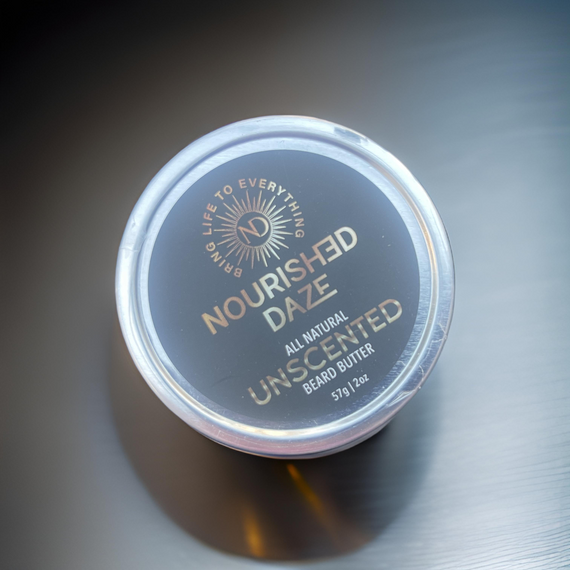 BRING LIFE TO EVERYTHING
ND
NOURISHED
DAZE
ALL NATURAL
UNSCENTED
BEARD BUTTER
57g | 2oz